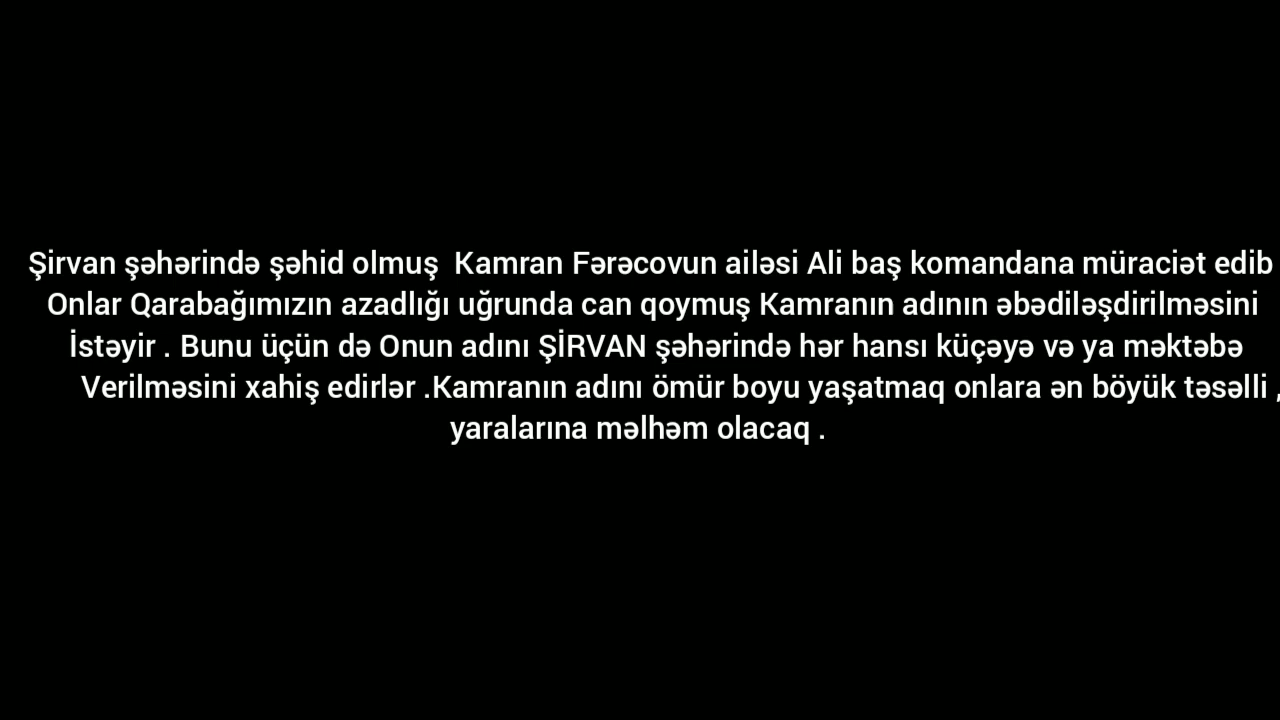 Şirvan şəhərində şəhid olmuş  Kamran Fərəcovun ailəsi Ali baş komandana müraciət edib
Onlar Qarabağımızın azadlığı uğrunda can qoymuş Kamranın adının əbədiləşdirilməsini
İstəyir . Bunu üçün də Onun adını ŞİRVAN şəhərində hər hansı küçəyə və ya məktəbə
Verilməsini xahiş edirlər .Kamranın adını ömür boyu yaşatmaq onlara ən böyük təsəlli ,
yaralarına məlhəm olacaq .